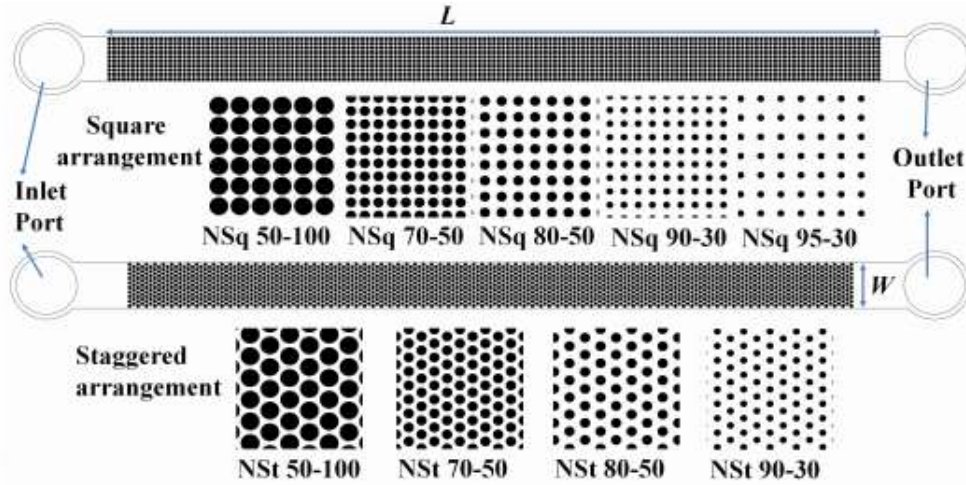 L
Square
arrangement
Inlet
Port
Outlet
Port
NSq 50-100 NSq 70-50 NSq 80-50 NSq 90-30 NSq 95-30
W
Staggered
arrangement
NSt 50-100 NSt 70-50 NSt 80-50 NSt 90-30